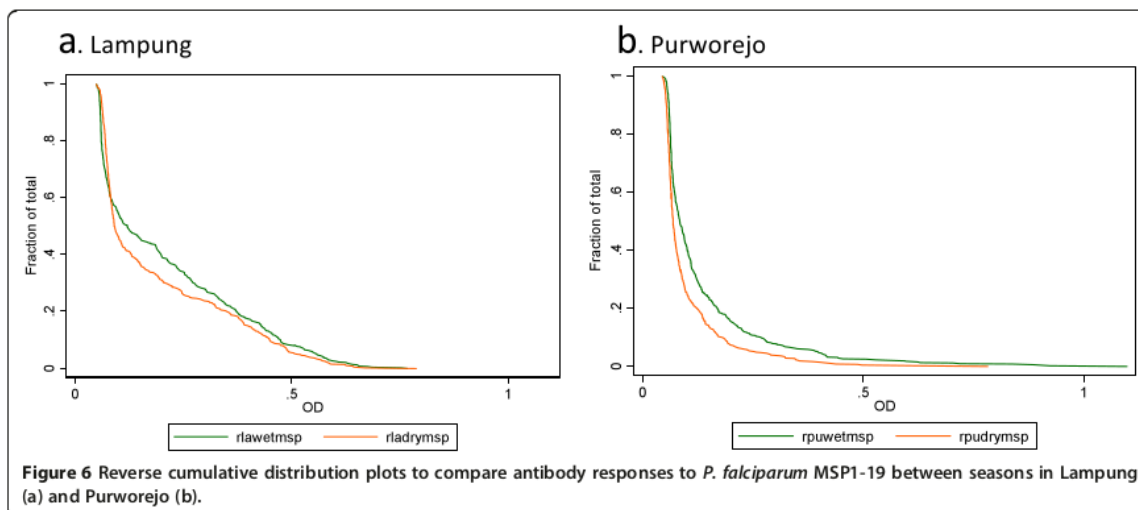 a. Lampung
b. Purworejo
Fraction of total
1
.8
.6
.4
.2
0
0
.5
1
OD
rlawetmsp
rladrymsp
Fraction of total
1
.8
.6
.4
.2
0
0
.5
1
OD
rpuwetmsp
rpudrymsp
Figure 6 Reverse cumulative distribution plots to compare antibody responses to P. falciparum MSP1-19 between seasons in Lampung
(a) and Purworejo (b).